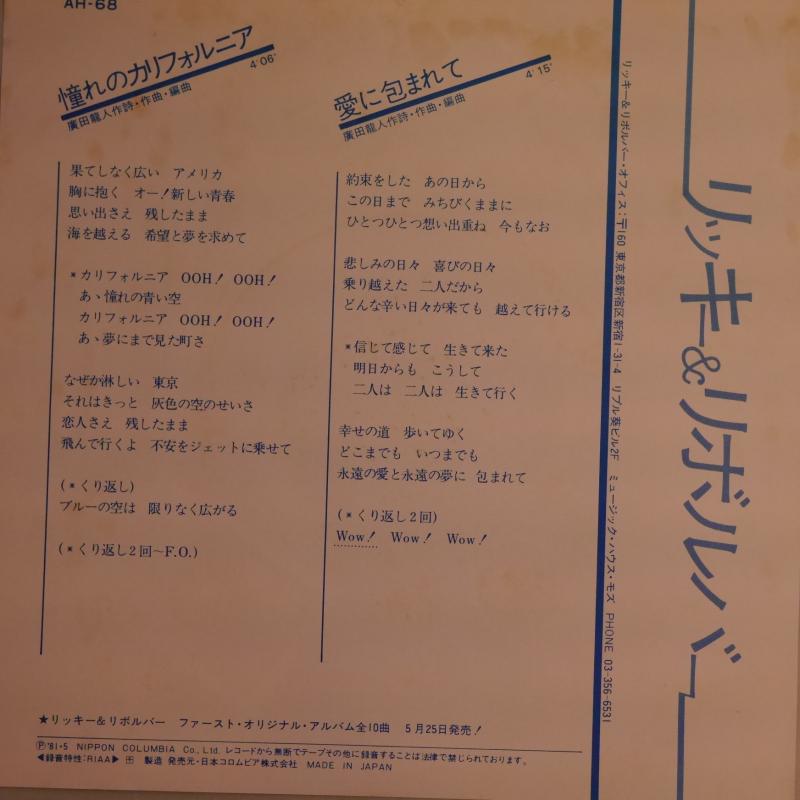 AH-68
憧れのカリフォルニア
4'06"
廣田龍人作詩・作曲・編曲
果てしなく広い アメリカ
胸に抱く オー!新しい青春
思い出さえ 残したまま
海を越える 希望と夢を求めて
*カリフォルニア OOH! OOH!
あゝ憧れの青い空
カリフォルニア OOH! OOH!
あゝ夢にまで見た町さ
なぜか淋しい 東京
それはきっと 灰色の空のせいさ
恋人さえ 残したまま
飛んで行くよ 不安をジェットに乗せて
(*くり返し)
ブルーの空は 限りなく広がる
(*くり返し2回~F.O.)
愛に包まれて
4'15"
廣田龍人作詩・作曲・編曲
約束をした あの日から
この日まで みちびくままに
ひとつひとつ想い出重ね 今もなお
悲しみの日々 喜びの日々
乗り越えた 二人だから
どんな辛い日々が来ても 越えて行ける
*信じて感じて 生きて来た
明日からも こうして
二人は 二人は 生きて行く
幸せの道 歩いてゆく
どこまでも いつまでも
永遠の愛と永遠の夢に 包まれて
(*くり返し2回)
Wow! Wow! Wow!
リッキー&リボルバー・オフィス:〒160 東京都新宿区新宿1-31-4 リブル葵ビル2F ミュージック・ハウス・モズ PHONE 03-356-6531
リッキー&リボルバー
★リッキー&リボルバー ファースト・オリジナル・アルバム全10曲 5月25日発売!
Ⓟ'81・5 NIPPON COLUMBIA Co., Ltd. レコードから無断でテープその他に録音することは法律で禁じられております。
◀録音特性:RIAA▶ 製造 発売元・日本コロムビア株式会社 MADE IN JAPAN